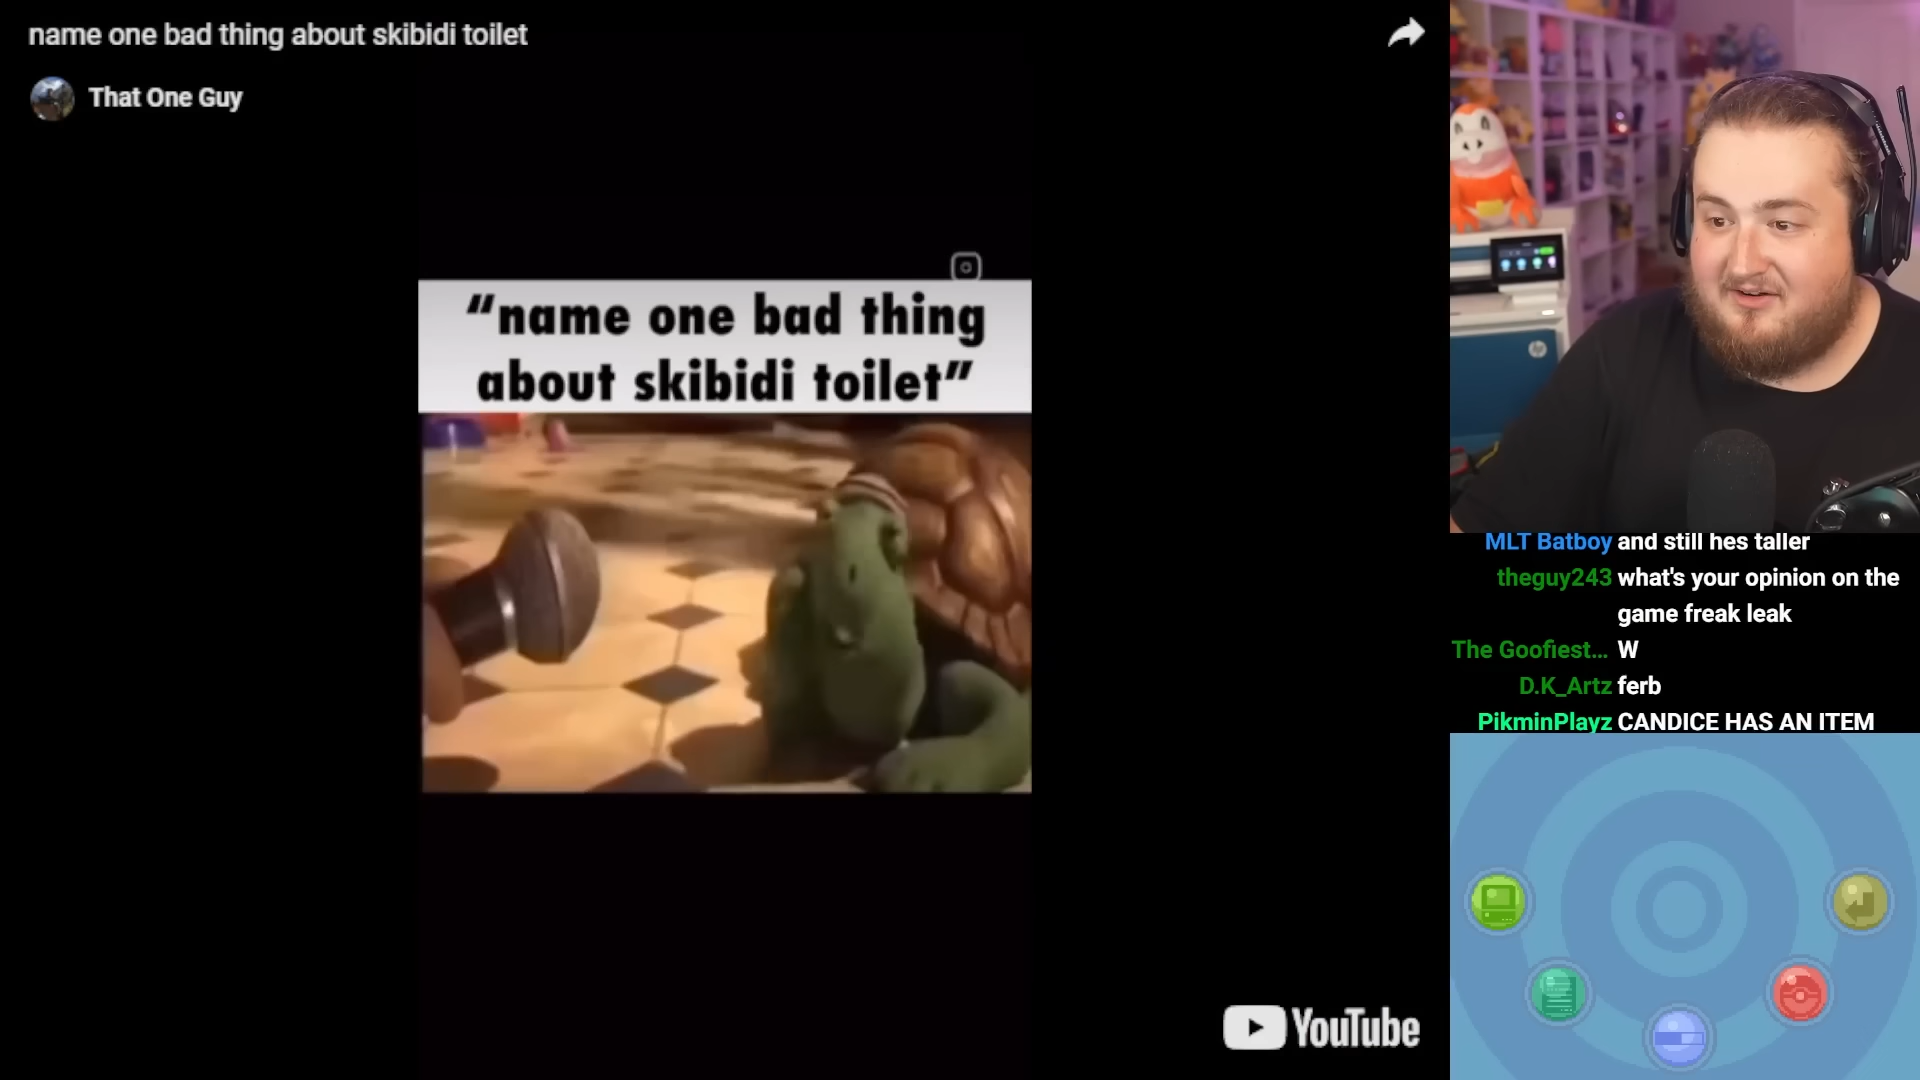 name one bad thing about skibidi toilet
That One Guy
“name one bad thing
about skibidi toilet”
YouTube
hp
MLT Batboy and still hes taller
theguy243 what's your opinion on the
game freak leak
The Goofiest... W
D.K_Artz ferb
PikminPlayz CANDICE HAS AN ITEM